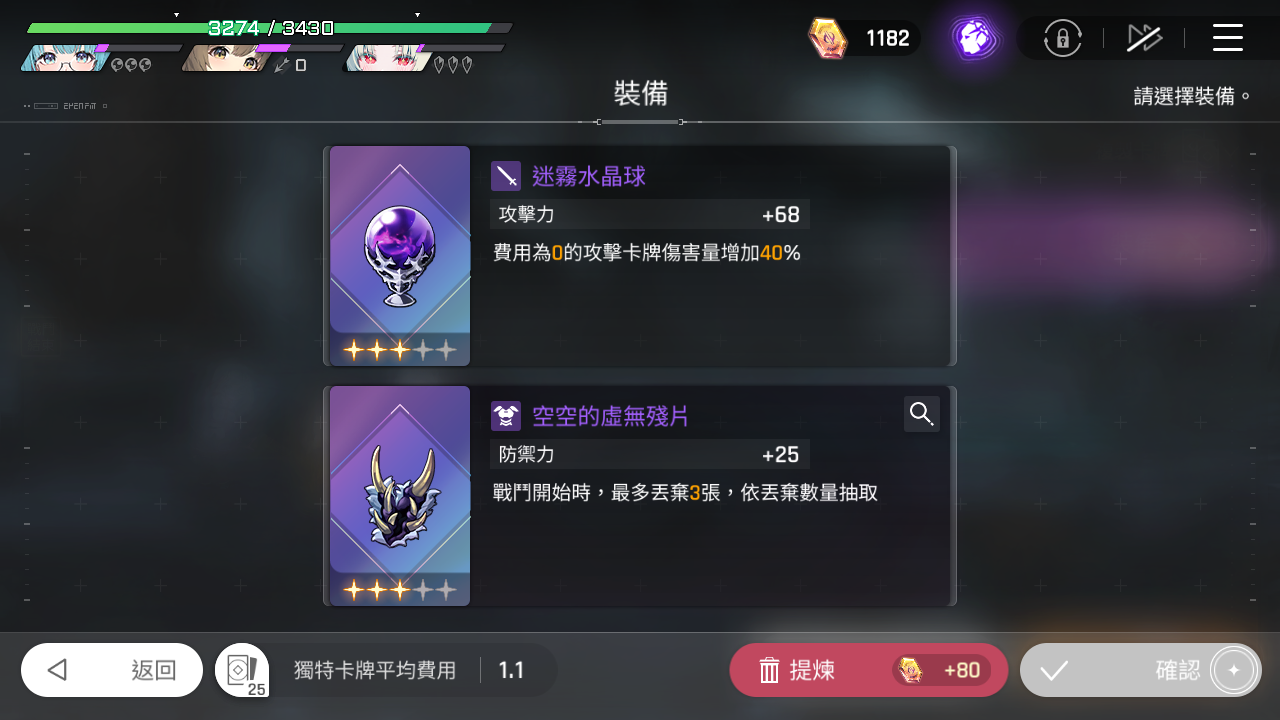 3274 / 3430
1182
0
裝備
請選擇裝備。
迷霧水晶球
攻擊力 +68
費用為0的攻擊卡牌傷害量增加40%
空空的虛無殘片
防禦力 +25
戰鬥開始時，最多丟棄3張，依丟棄數量抽取
返回
25
獨特卡牌平均費用 1.1
提煉 +80
確認